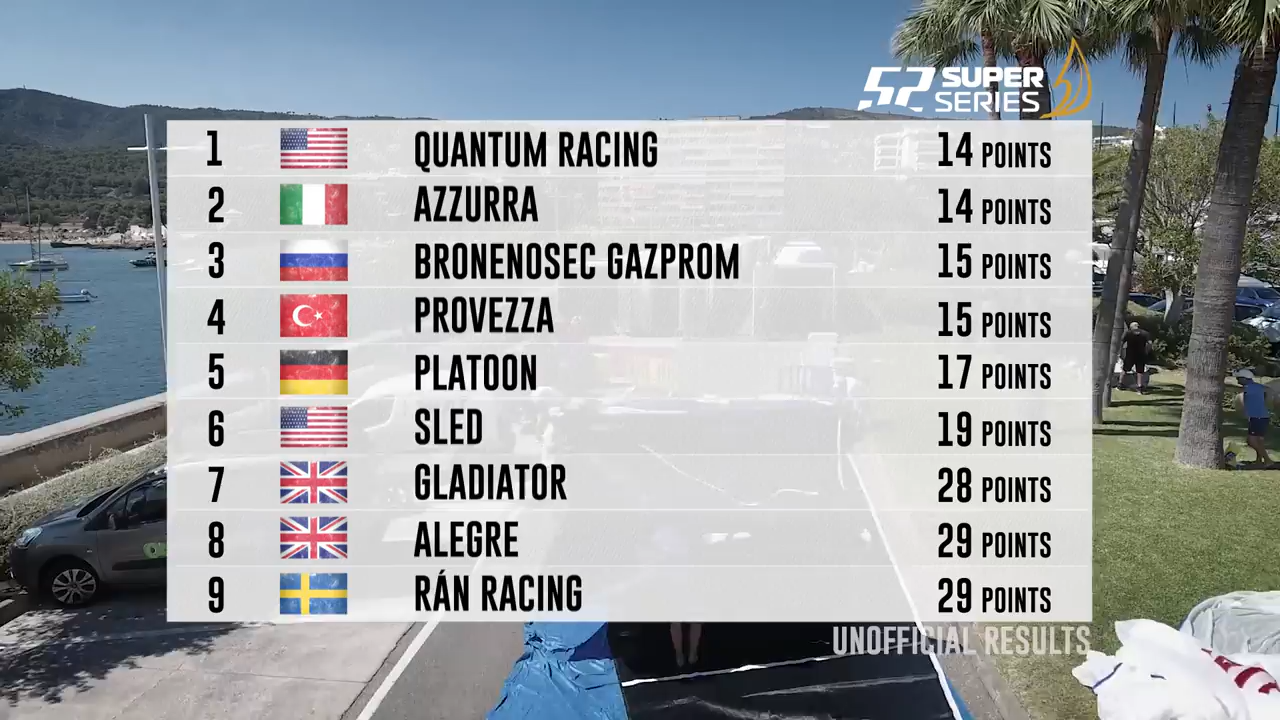 52 SUPER SERIES
1 QUANTUM RACING 14 POINTS
2 AZZURRA 14 POINTS
3 BRONENOSEC GAZPROM 15 POINTS
4 PROVEZZA 15 POINTS
5 PLATOON 17 POINTS
6 SLED 19 POINTS
7 GLADIATOR 28 POINTS
8 ALEGRE 29 POINTS
9 RÁN RACING 29 POINTS
UNOFFICIAL RESULTS